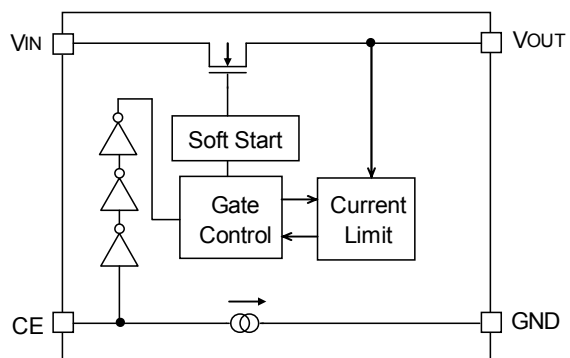 VIN
VOUT
Soft Start
Gate
Control
Current
Limit
CE
GND